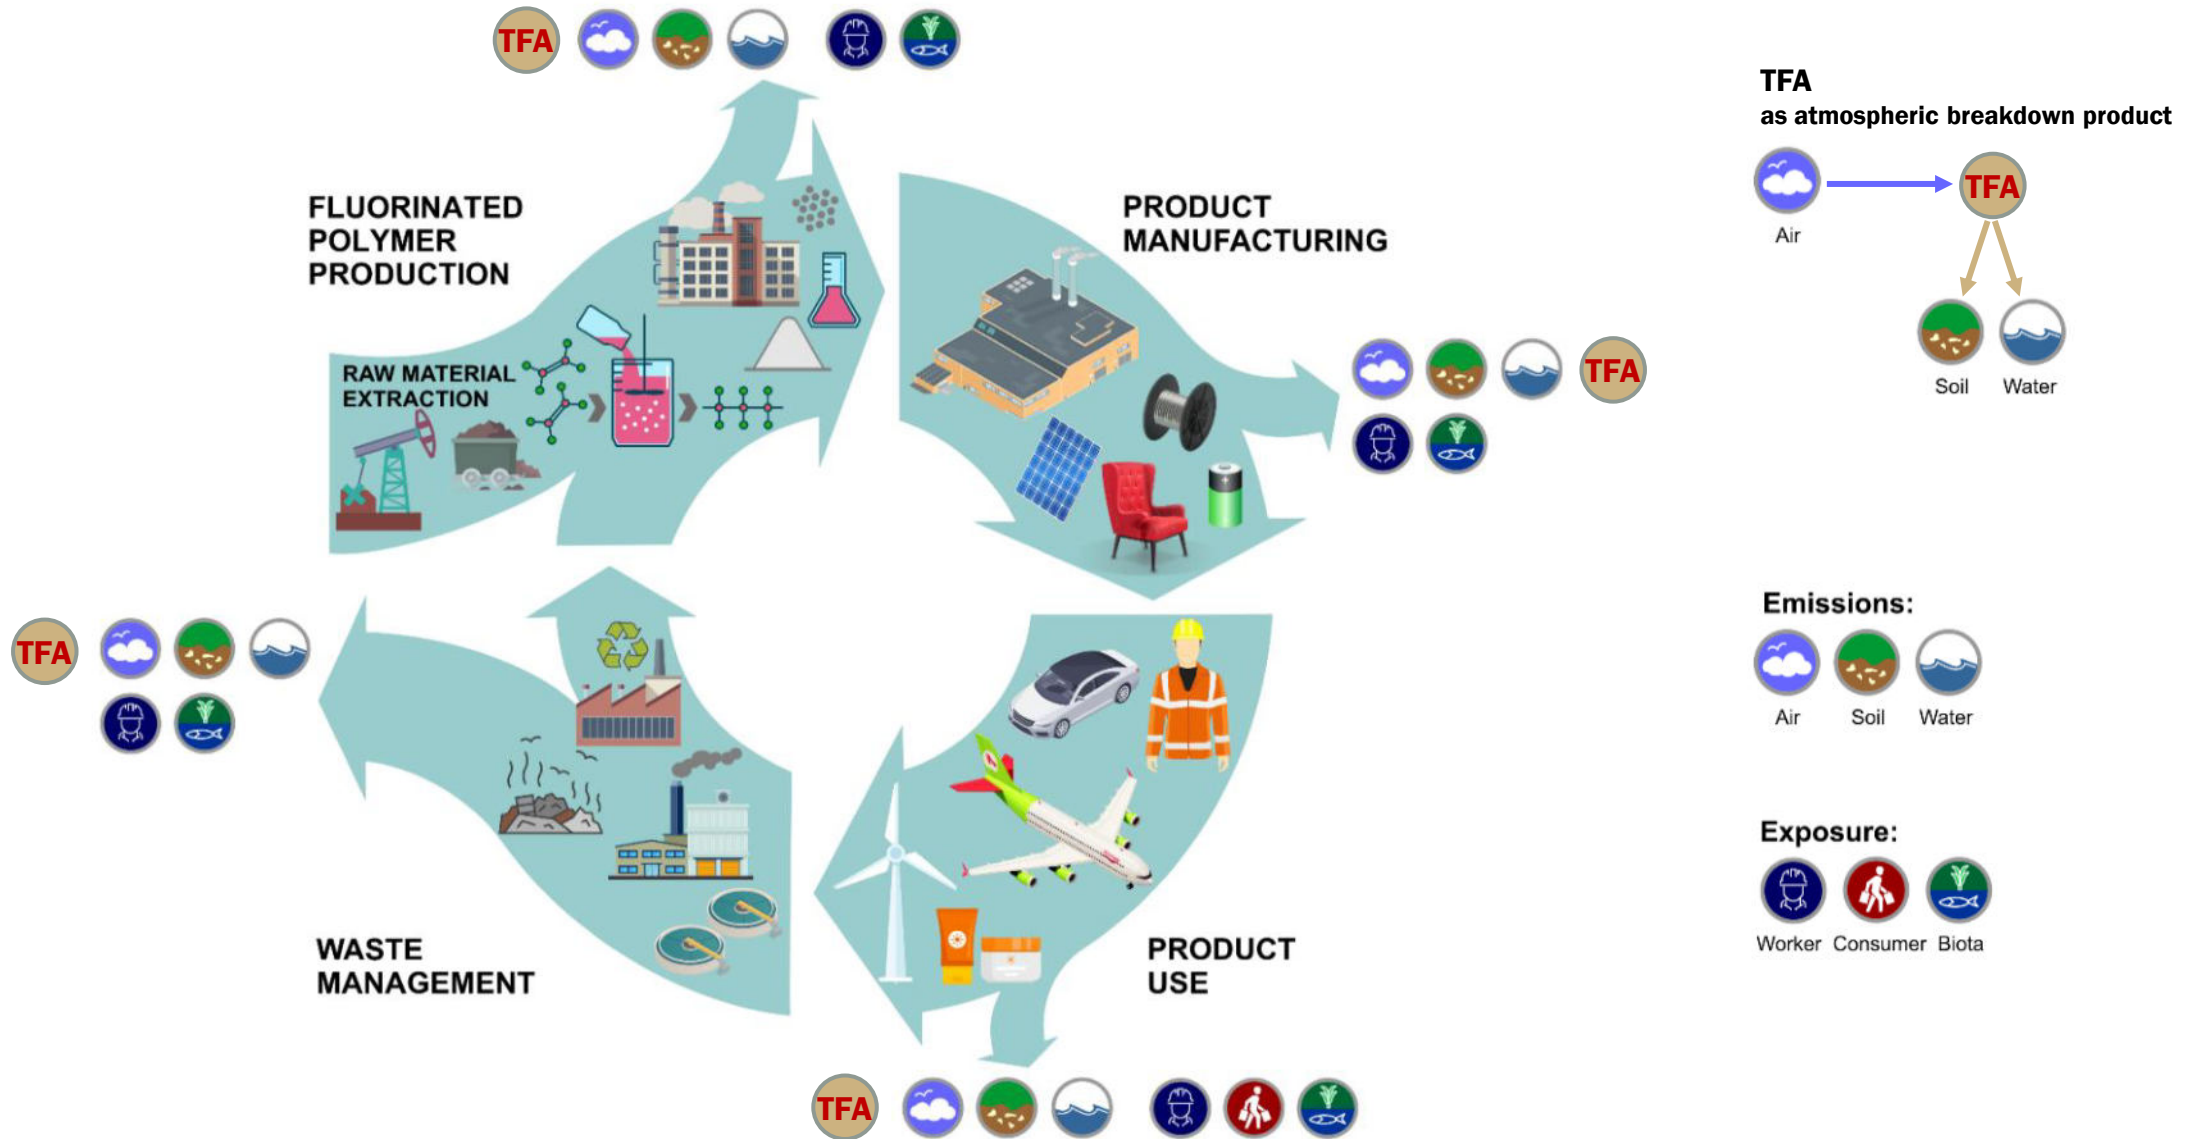 TFA
FLUORINATED
POLYMER
PRODUCTION
RAW MATERIAL
EXTRACTION
PRODUCT
MANUFACTURING
TFA
TFA
WASTE
MANAGEMENT
PRODUCT
USE
TFA
TFA
as atmospheric breakdown product
TFA
Air
Soil
Water
Emissions:
Air
Soil
Water
Exposure:
Worker
Consumer
Biota